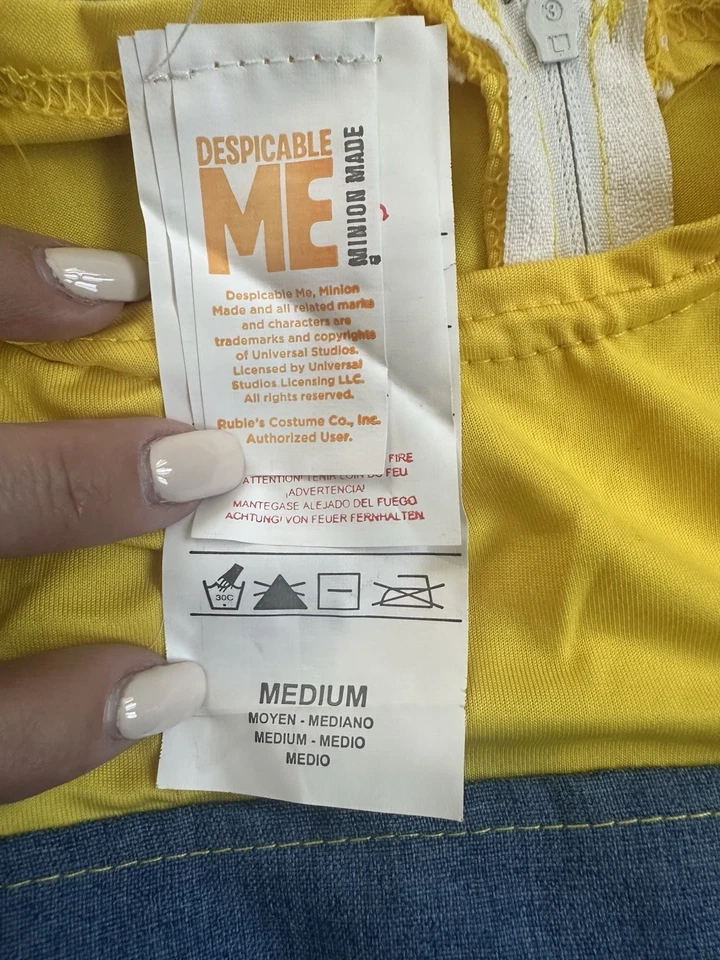 3
DESPICABLE
ME
MINION MADE
Despicable Me, Minion
Made and all related marks
and characters are
trademarks and copyrights
of Universal Studios.
Licensed by Universal
Studios Licensing LLC.
All rights reserved.
Rubie's Costume Co., Inc.
Authorized User.
FIRE
ATTENTION! TENIR LOIN DU FEU
¡ADVERTENCIA!
MANTEGASE ALEJADO DEL FUEGO
ACHTUNG! VON FEUER FERNHALTEN.
30C
MEDIUM
MOYEN - MEDIANO
MEDIUM - MEDIO
MEDIO